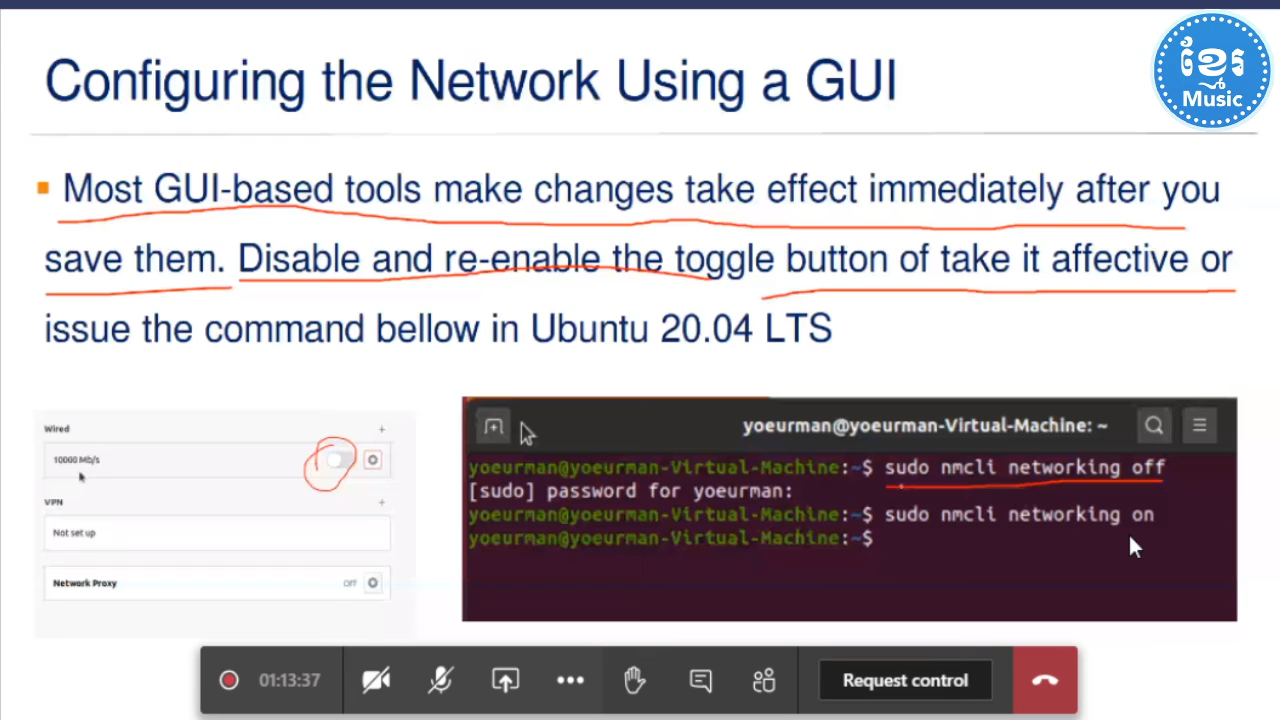 Configuring the Network Using a GUI
ខ្មែរ
Music
Most GUI-based tools make changes take effect immediately after you
save them. Disable and re-enable the toggle button of take it affective or
issue the command bellow in Ubuntu 20.04 LTS
Wired
10000 Mb/s
VPN
Not set up
Network Proxy
Off
yoeurman@yoeurman-Virtual-Machine: ~
yoeurman@yoeurman-Virtual-Machine:~$ sudo nmcli networking off
[sudo] password for yoeurman:
yoeurman@yoeurman-Virtual-Machine:~$ sudo nmcli networking on
yoeurman@yoeurman-Virtual-Machine:~$
01:13:37
Request control